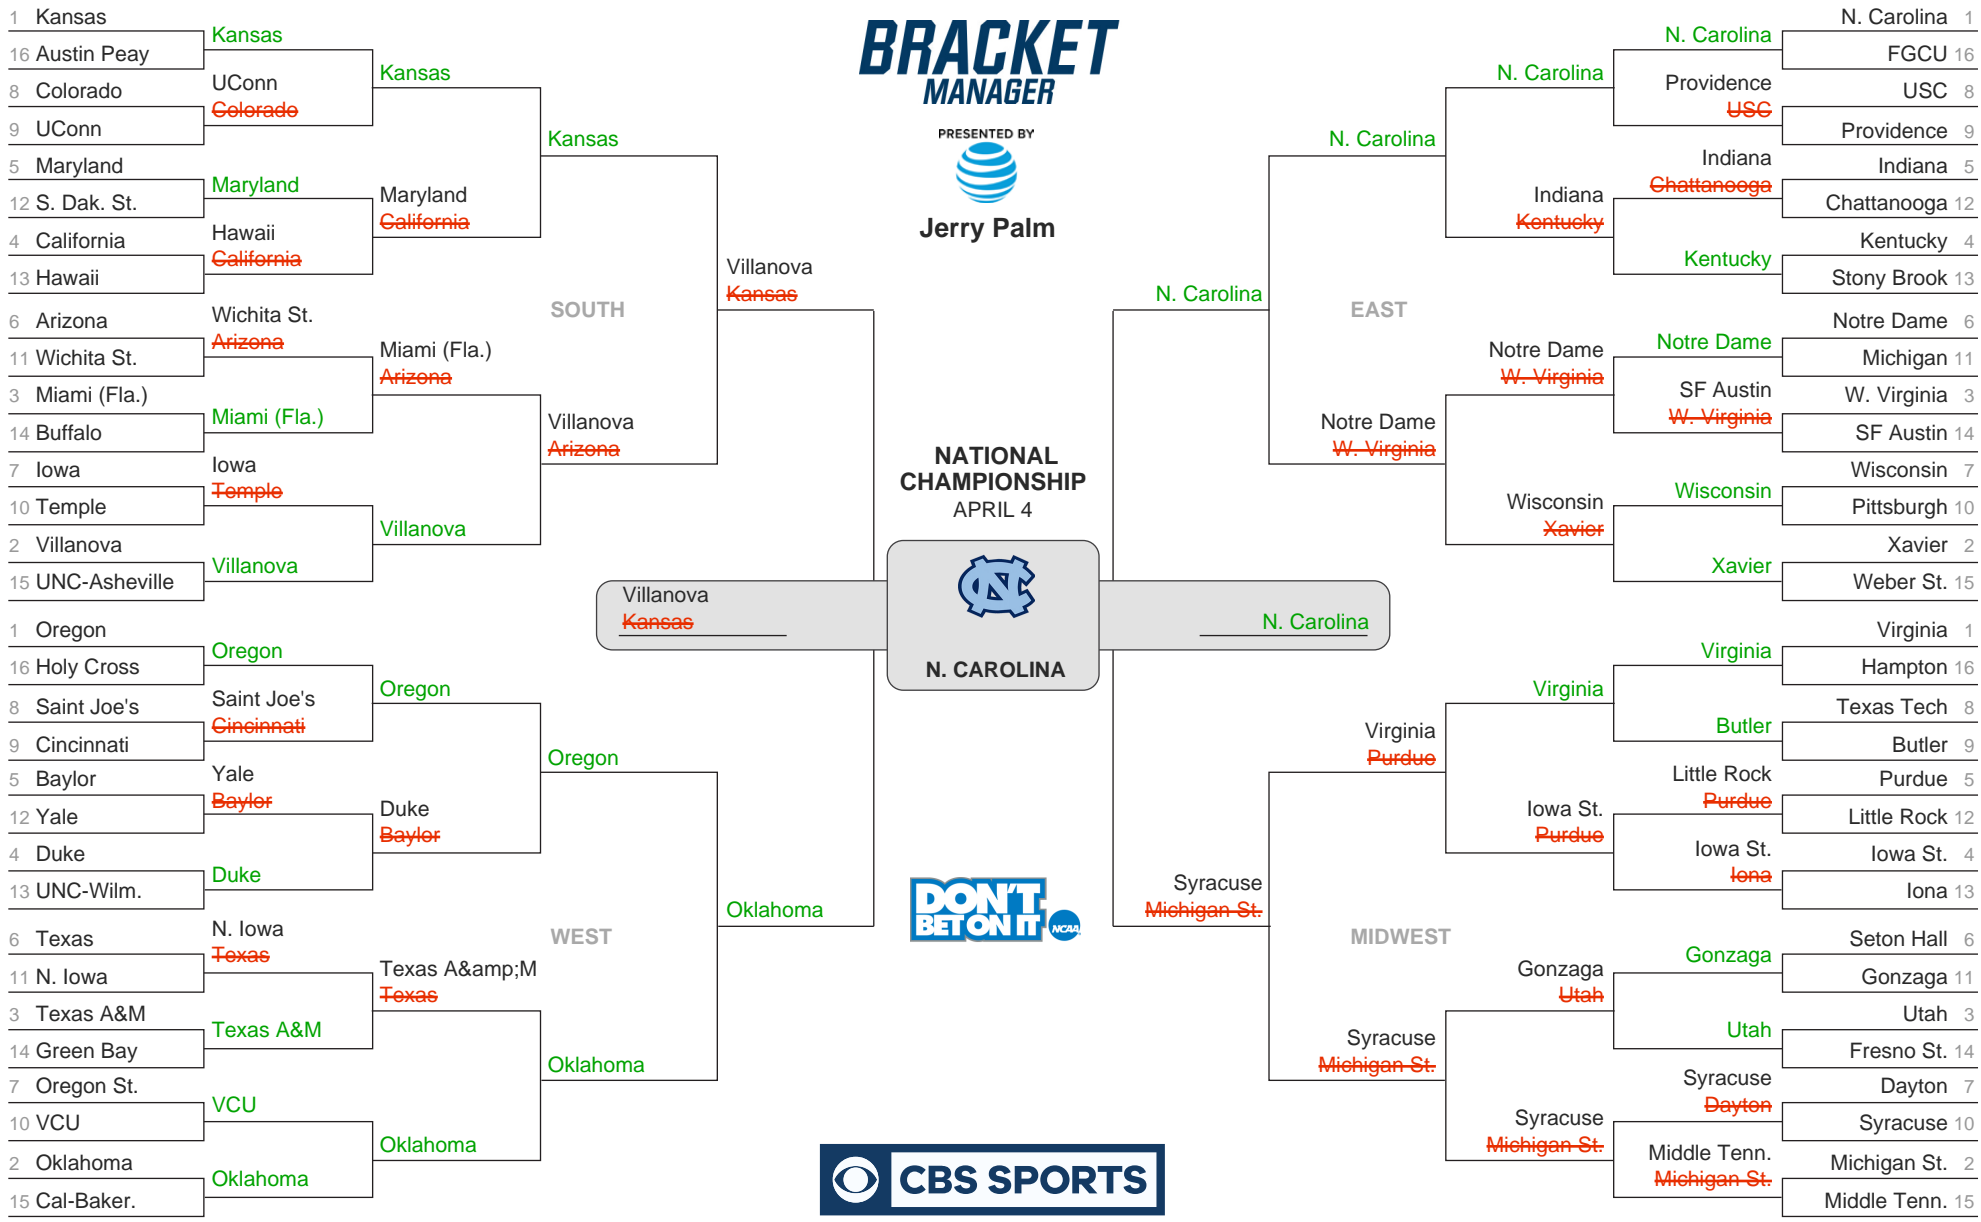 BRACKET
MANAGER
PRESENTED BY
Jerry Palm
1 Kansas
16 Austin Peay
8 Colorado
9 UConn
5 Maryland
12 S. Dak. St.
4 California
13 Hawaii
6 Arizona
11 Wichita St.
3 Miami (Fla.)
14 Buffalo
7 Iowa
10 Temple
2 Villanova
15 UNC-Asheville
Kansas
UConn
Colorado
Maryland
Hawaii
California
Wichita St.
Arizona
Miami (Fla.)
Iowa
Temple
Villanova
Kansas
Maryland
California
Miami (Fla.)
Arizona
Villanova
Kansas
Villanova
Arizona
SOUTH
Villanova
Kansas
1 Oregon
16 Holy Cross
8 Saint Joe's
9 Cincinnati
5 Baylor
12 Yale
4 Duke
13 UNC-Wilm.
6 Texas
11 N. Iowa
3 Texas A&M
14 Green Bay
7 Oregon St.
10 VCU
2 Oklahoma
15 Cal-Baker.
Oregon
Saint Joe's
Cincinnati
Yale
Baylor
Duke
N. Iowa
Texas
Texas A&M
VCU
Oklahoma
Oregon
Duke
Baylor
Texas A&amp;M
Texas
Oklahoma
Oregon
Oklahoma
WEST
Oklahoma
NATIONAL
CHAMPIONSHIP
APRIL 4
Villanova
Kansas
NC
N. CAROLINA
N. Carolina
DON'T
BET ON IT
NCAA
CBS SPORTS
N. Carolina 1
FGCU 16
USC 8
Providence 9
Indiana 5
Chattanooga 12
Kentucky 4
Stony Brook 13
Notre Dame 6
Michigan 11
W. Virginia 3
SF Austin 14
Wisconsin 7
Pittsburgh 10
Xavier 2
Weber St. 15
N. Carolina
Providence
USC
Indiana
Chattanooga
Kentucky
Notre Dame
SF Austin
W. Virginia
Wisconsin
Xavier
N. Carolina
Indiana
Kentucky
Notre Dame
W. Virginia
Wisconsin
Xavier
N. Carolina
Notre Dame
W. Virginia
EAST
N. Carolina
Virginia 1
Hampton 16
Texas Tech 8
Butler 9
Purdue 5
Little Rock 12
Iowa St. 4
Iona 13
Seton Hall 6
Gonzaga 11
Utah 3
Fresno St. 14
Dayton 7
Syracuse 10
Michigan St. 2
Middle Tenn. 15
Virginia
Butler
Little Rock
Purdue
Iowa St.
Iona
Gonzaga
Utah
Syracuse
Dayton
Middle Tenn.
Michigan St.
Virginia
Iowa St.
Purdue
Gonzaga
Utah
Syracuse
Michigan St.
Virginia
Purdue
Syracuse
Michigan St.
MIDWEST
Syracuse
Michigan St.